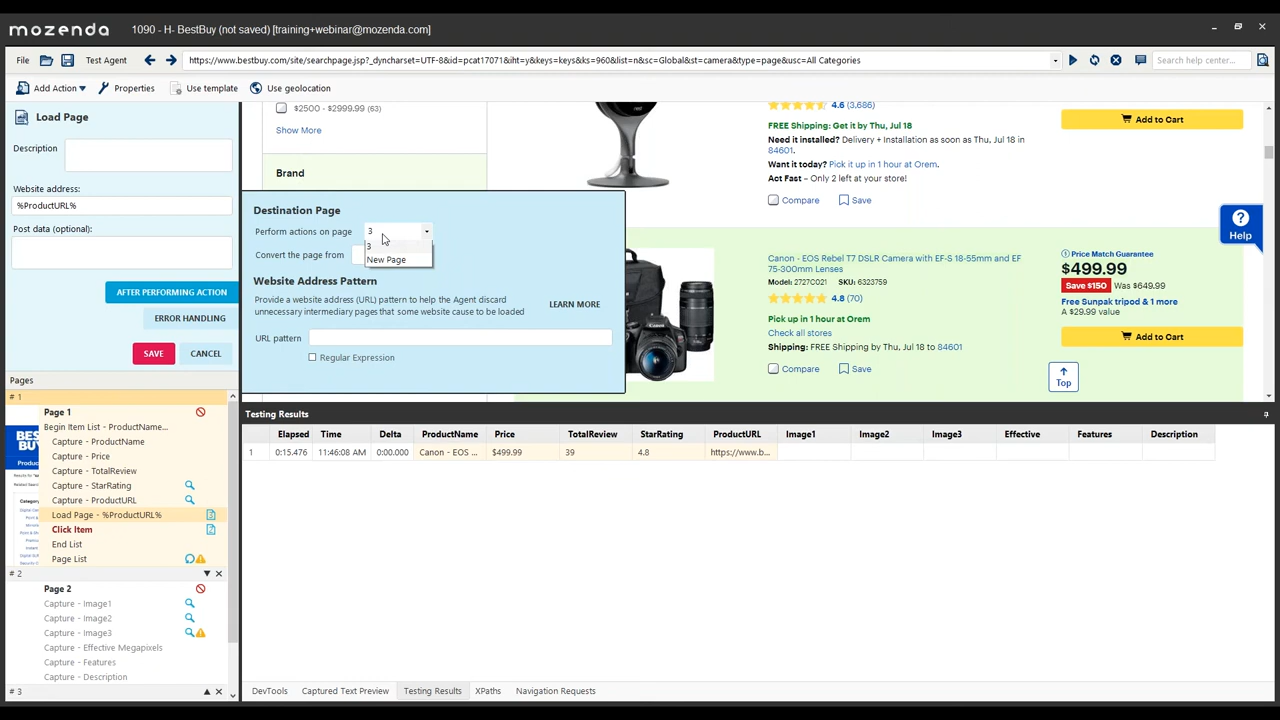 mozenda 1090 - H- BestBuy (not saved) [training+webinar@mozenda.com]
File Test Agent https://www.bestbuy.com/site/searchpage.jsp?_dyncharset=UTF-8&id=pcat17071&iht=y&keys=keys&ks=960&list=n&sc=Global&st=camera&type=page&usc=All Categories Search help center...
Add Action Properties Use template Use geolocation
Load Page
Description
Website address:
%ProductURL%
Post data (optional):
AFTER PERFORMING ACTION
ERROR HANDLING
SAVE CANCEL
$2500 - $2999.99 (63)
Show More
Brand
4.6 (3,686)
FREE Shipping: Get it by Thu, Jul 18
Need it installed? Delivery + Installation as soon as Thu, Jul 18 in
84601.
Want it today? Pick it up in 1 hour at Orem.
Act Fast – Only 2 left at your store!
Compare Save
Add to Cart
? Help
Destination Page
Perform actions on page 3
3
New Page
Convert the page from
Website Address Pattern
Provide a website address (URL) pattern to help the Agent discard
unnecessary intermediary pages that some website cause to be loaded
LEARN MORE
URL pattern
Regular Expression
Canon - EOS Rebel T7 DSLR Camera with EF-S 18-55mm and EF
75-300mm Lenses
Model: 2727C021 SKU: 6323759
4.8 (70)
Pick up in 1 hour at Orem
Check all stores
Shipping: FREE Shipping by Thu, Jul 18 to 84601
Compare Save
Price Match Guarantee
$499.99
Save $150 Was $649.99
Free Sunpak tripod & 1 more
A $29.99 value
Add to Cart
Top
Pages
# 1
Page 1
Begin Item List - ProductName...
Capture - ProductName
Capture - Price
Capture - TotalReview
Capture - StarRating
Capture - ProductURL
Load Page - %ProductURL%
Click Item
End List
Page List
# 2
Page 2
Capture - Image1
Capture - Image2
Capture - Image3
Capture - Effective Megapixels
Capture - Features
Capture - Description
# 3
Testing Results
Elapsed Time Delta ProductName Price TotalReview StarRating ProductURL Image1 Image2 Image3 Effective Features Description
1 0:15.476 11:46:08 AM 0:00.000 Canon - EOS ... $499.99 39 4.8 https://www.b...
DevTools Captured Text Preview Testing Results XPaths Navigation Requests